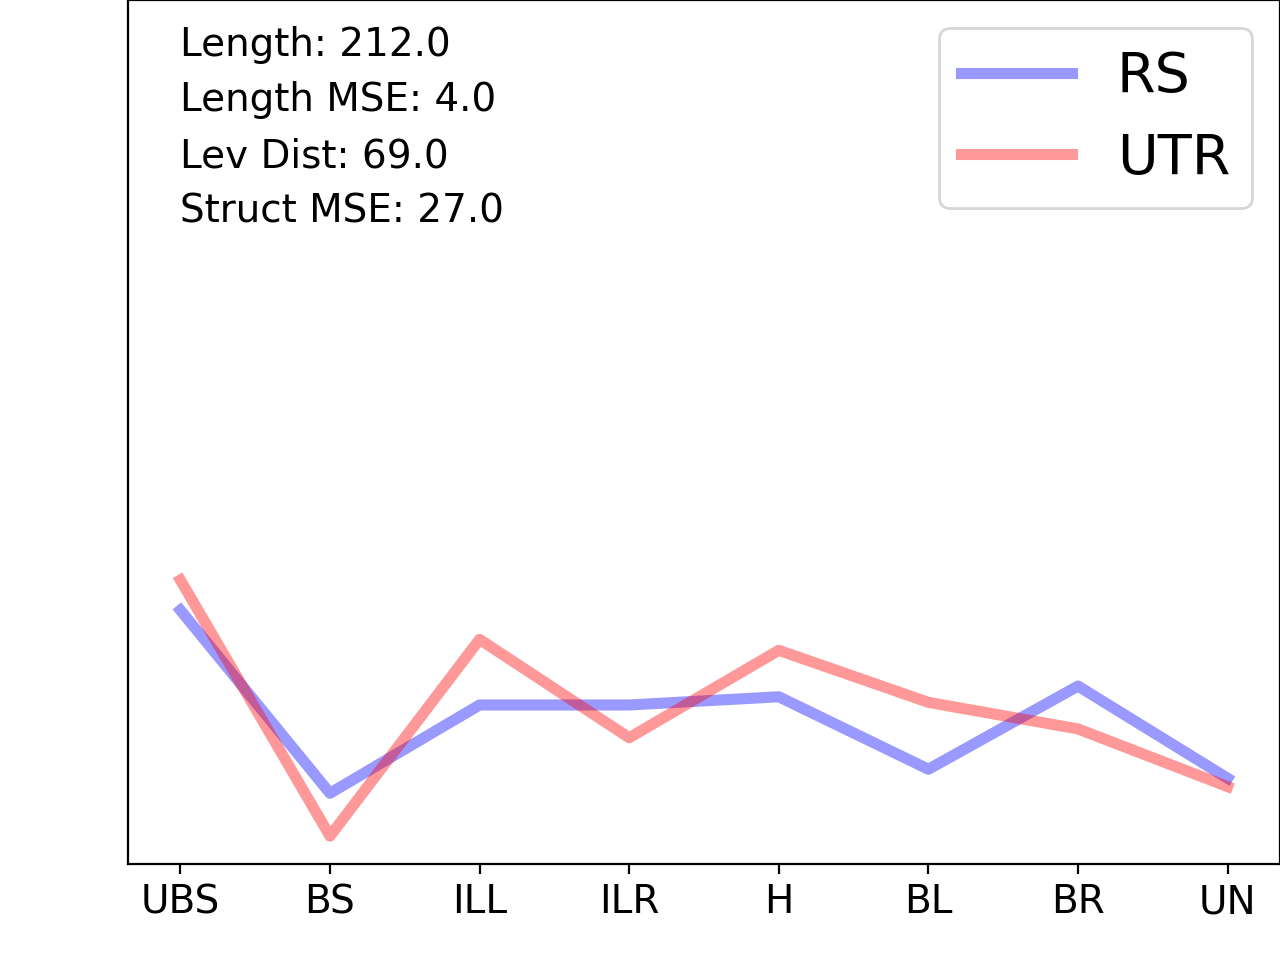 Length: 212.0
Length MSE: 4.0
Lev Dist: 69.0
Struct MSE: 27.0
RS
UTR
UBS BS ILL ILR H BL BR UN